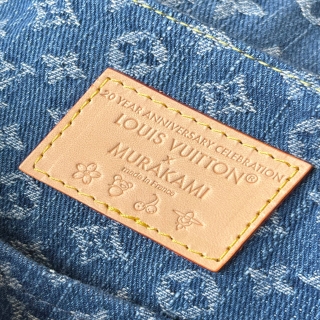 20 YEAR ANNIVERSARY CELEBRATION
LOUIS VUITTON®
X
MURAKAMI
made in France